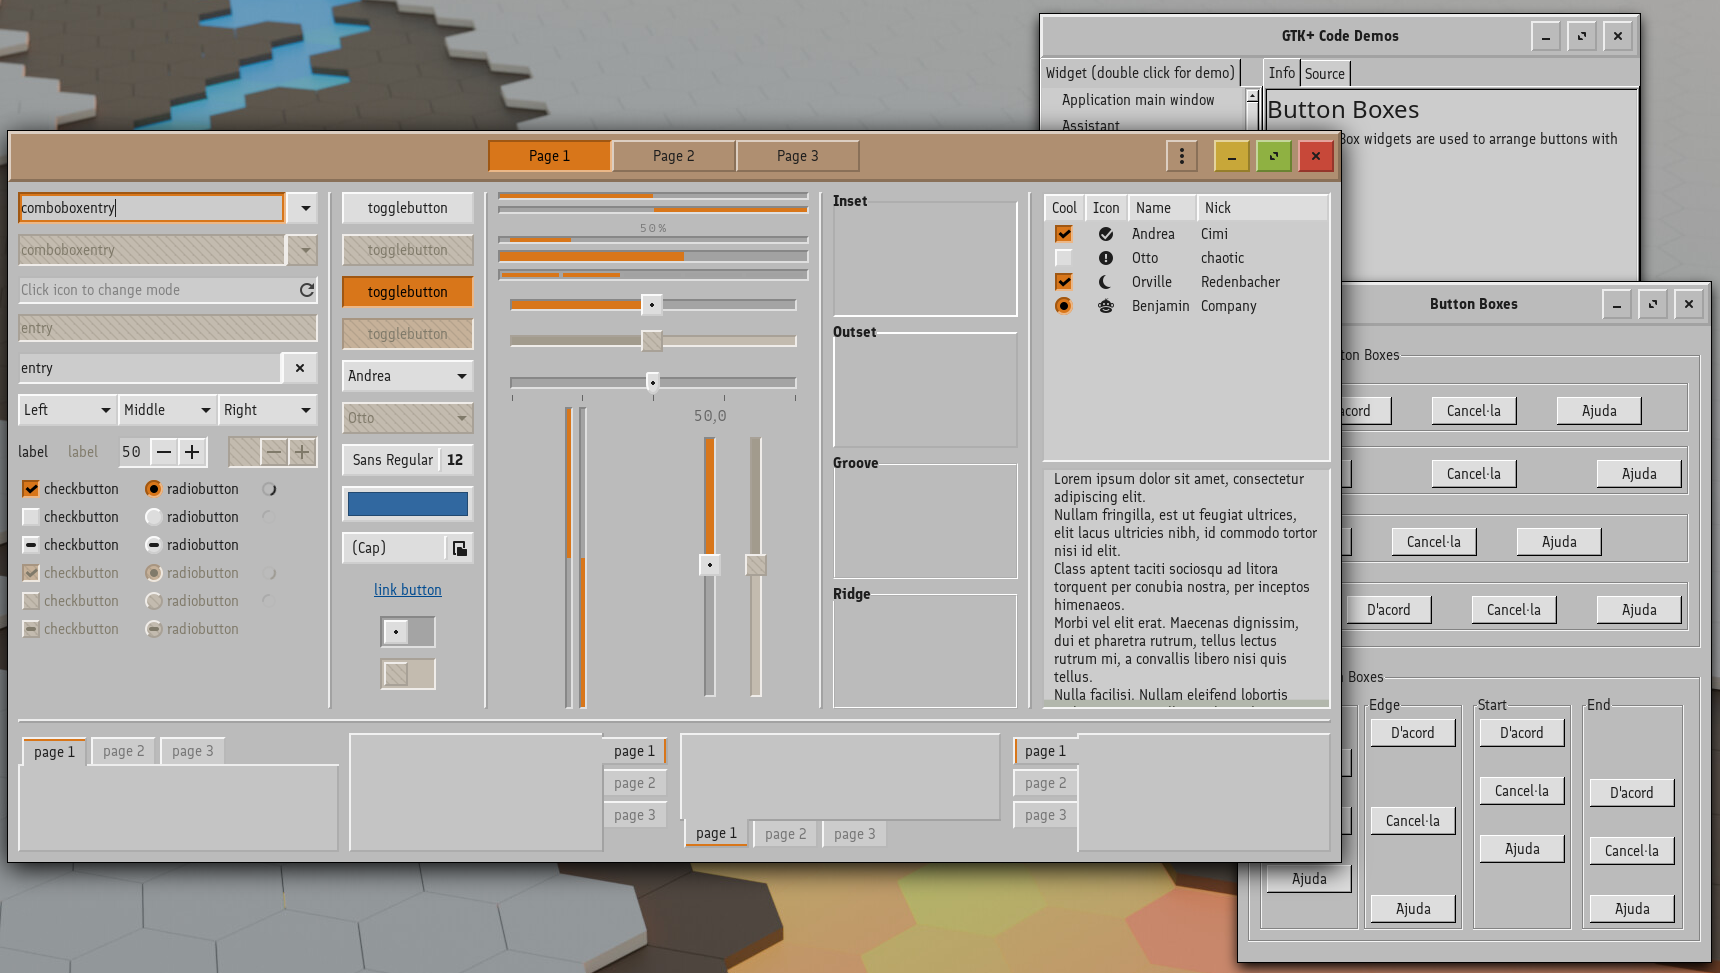 GTK+ Code Demos
Widget (double click for demo)
Info
Source
Application main window
Assistant
Button Boxes
Box widgets are used to arrange buttons with
Page 1
Page 2
Page 3
comboboxentry
comboboxentry
Click icon to change mode
entry
entry
Left
Middle
Right
label
label
50
checkbutton
radiobutton
checkbutton
radiobutton
checkbutton
radiobutton
checkbutton
radiobutton
checkbutton
radiobutton
checkbutton
radiobutton
togglebutton
togglebutton
togglebutton
togglebutton
Andrea
Otto
Sans Regular 12
(Cap)
link button
50%
50,0
Inset
Outset
Groove
Ridge
Cool Icon Name Nick
Andrea Cimi
Otto chaotic
Orville Redenbacher
Benjamin Company
Lorem ipsum dolor sit amet, consectetur
adipiscing elit.
Nullam fringilla, est ut feugiat ultrices,
elit lacus ultricies nibh, id commodo tortor
nisi id elit.
Class aptent taciti sociosqu ad litora
torquent per conubia nostra, per inceptos
himenaeos.
Morbi vel elit erat. Maecenas dignissim,
dui et pharetra rutrum, tellus lectus
rutrum mi, a convallis libero nisi quis
tellus.
Nulla facilisi. Nullam eleifend lobortis
page 1
page 2
page 3
page 1
page 2
page 3
page 1
page 2
page 3
page 1
page 2
page 3
Button Boxes
Boxes
Cancel·la
Ajuda
Cancel·la
Ajuda
Cancel·la
Ajuda
D'acord
Cancel·la
Ajuda
Boxes
Edge
Start
End
D'acord
D'acord
Cancel·la
D'acord
Cancel·la
Ajuda
Cancel·la
Ajuda
Ajuda
Ajuda